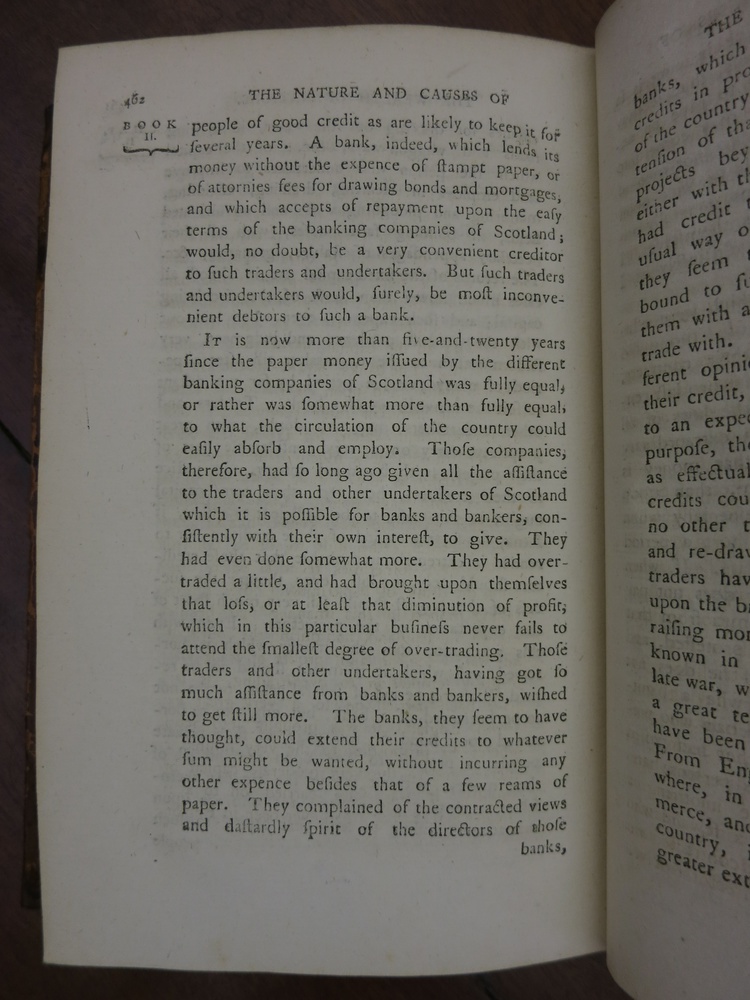 462 THE NATURE AND CAUSES OF
BOOK II.
people of good credit as are likely to keep it for
ſeveral years. A bank, indeed, which lends its
money without the expence of ſtampt paper, or
of attornies fees for drawing bonds and mortgages,
and which accepts of repayment upon the eaſy
terms of the banking companies of Scotland;
would, no doubt, be a very convenient creditor
to ſuch traders and undertakers. But ſuch traders
and undertakers would, ſurely, be moſt inconve-
nient debtors to ſuch a bank.
IT is now more than five-and-twenty years
ſince the paper money iſſued by the different
banking companies of Scotland was fully equal,
or rather was ſomewhat more than fully equal,
to what the circulation of the country could
eaſily abſorb and employ. Thoſe companies,
therefore, had ſo long ago given all the aſſiſtance
to the traders and other undertakers of Scotland
which it is poſſible for banks and bankers, con-
ſiſtently with their own intereſt, to give. They
had even done ſomewhat more. They had over-
traded a little, and had brought upon themſelves
that loſs, or at leaſt that diminution of profit,
which in this particular buſineſs never fails to
attend the ſmalleſt degree of over-trading. Thoſe
traders and other undertakers, having got ſo
much aſſiſtance from banks and bankers, wiſhed
to get ſtill more. The banks, they ſeem to have
thought, could extend their credits to whatever
ſum might be wanted, without incurring any
other expence beſides that of a few reams of
paper. They complained of the contracted views
and daſtardly ſpirit of the directors of thoſe
banks,
THE
banks, which
credits in pro
of the country
tenſion of tha
projects bey
either with th
had credit t
uſual way o
they ſeem t
bound to ſu
them with a
trade with.
ferent opini
their credit,
to an expec
purpoſe, the
as effectual
credits cou
no other t
and re-draw
traders hav
upon the ba
raiſing mon
known in
late war, w
a great te
have been
From Eng
where, in
merce, and
country, i
greater ext